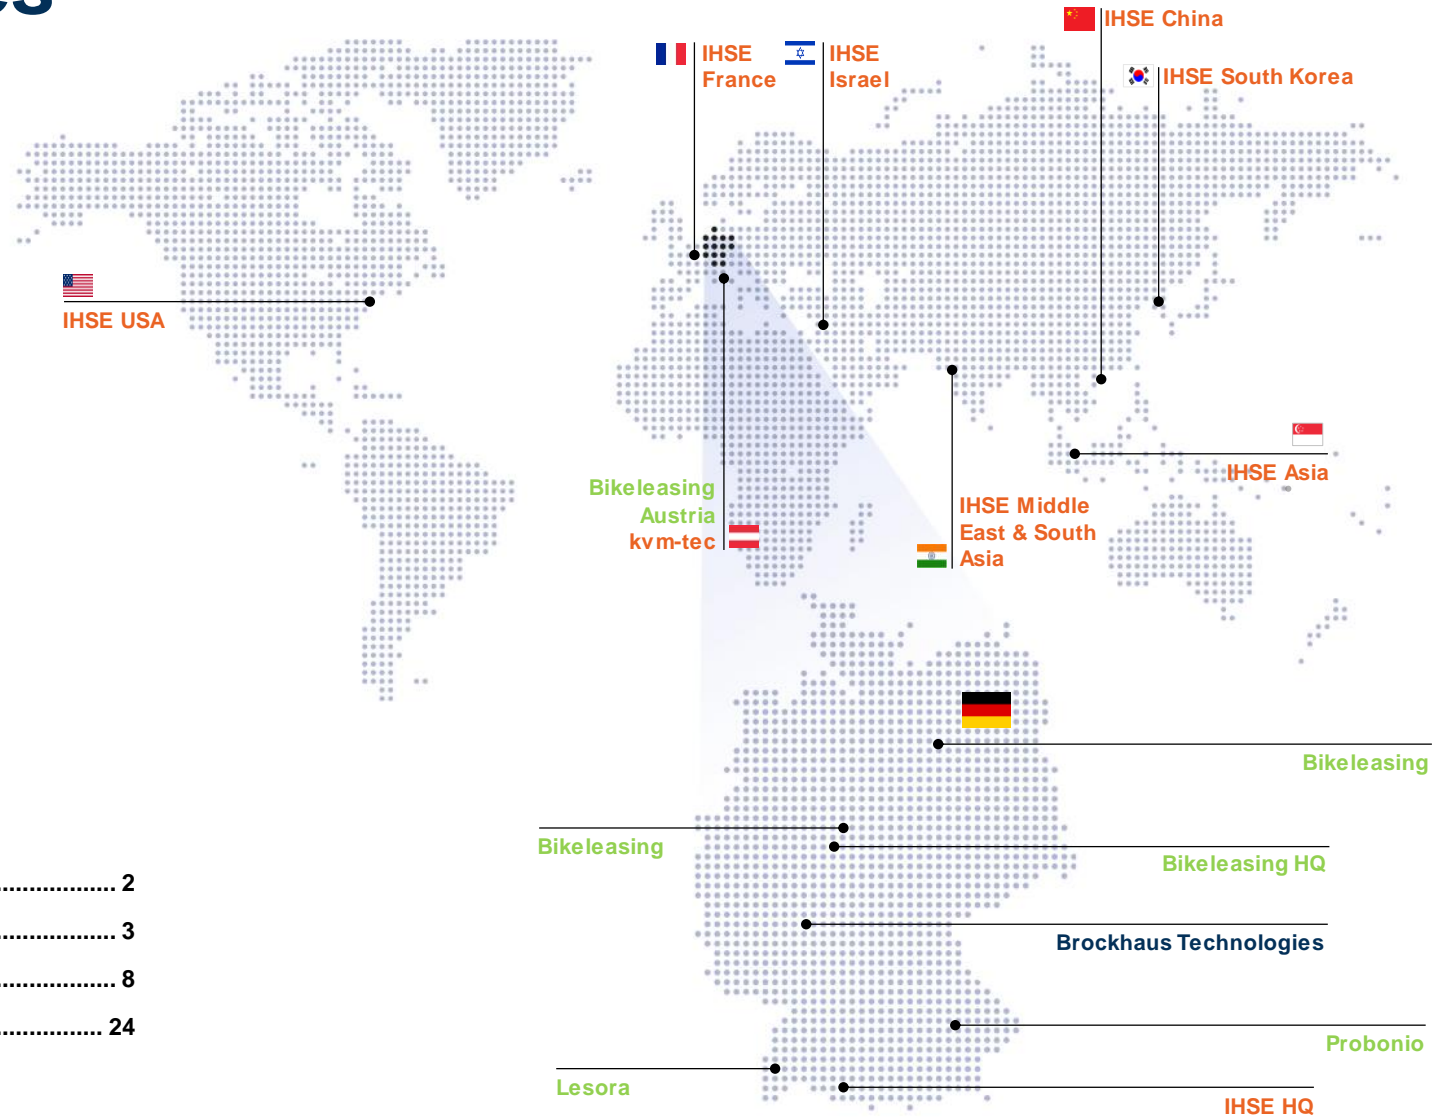 es
IHSE China
IHSE
France
IHSE
Israel
IHSE South Korea
IHSE USA
IHSE Asia
Bikeleasing
Austria
kvm-tec
IHSE Middle
East & South
Asia
Bikeleasing
Bikeleasing
Bikeleasing HQ
Brockhaus Technologies
Probonio
Lesora
IHSE HQ
.................. 2
.................. 3
.................. 8
................ 24